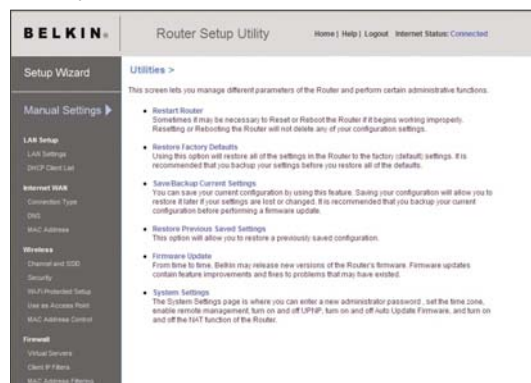 BELKIN®
Router Setup Utility
Home | Help | Logout Internet Status: Connected
Setup Wizard
Manual Settings
LAN Setup
LAN Settings
DHCP Client List
Internet WAN
Connection Type
DNS
MAC Address
Wireless
Channel and SSID
Security
Wi-Fi Protected Setup
Use as Access Point
MAC Address Control
Firewall
Virtual Servers
Client IP Filters
MAC Address Filtering
Utilities >
This screen lets you manage different parameters of the Router and perform certain administrative functions.
• Restart Router
Sometimes it may be necessary to Reset or Reboot the Router if it begins working improperly.
Resetting or Rebooting the Router will not delete any of your configuration settings.
• Restore Factory Defaults
Using this option will restore all of the settings in the Router to the factory (default) settings. It is
recommended that you backup your settings before you restore all of the defaults.
• Save/Backup Current Settings
You can save your current configuration by using this feature. Saving your configuration will allow you to
restore it later if your settings are lost or changed. It is recommended that you backup your current
configuration before performing a firmware update.
• Restore Previous Saved Settings
This option will allow you to restore a previously saved configuration.
• Firmware Update
From time to time, Belkin may release new versions of the Router's firmware. Firmware updates
contain feature improvements and fixes to problems that may have existed.
• System Settings
The System Settings page is where you can enter a new administrator password , set the time zone,
enable remote management, turn on and off UPNP, turn on and off Auto Update Firmware, and turn on
and off the NAT function of the Router.